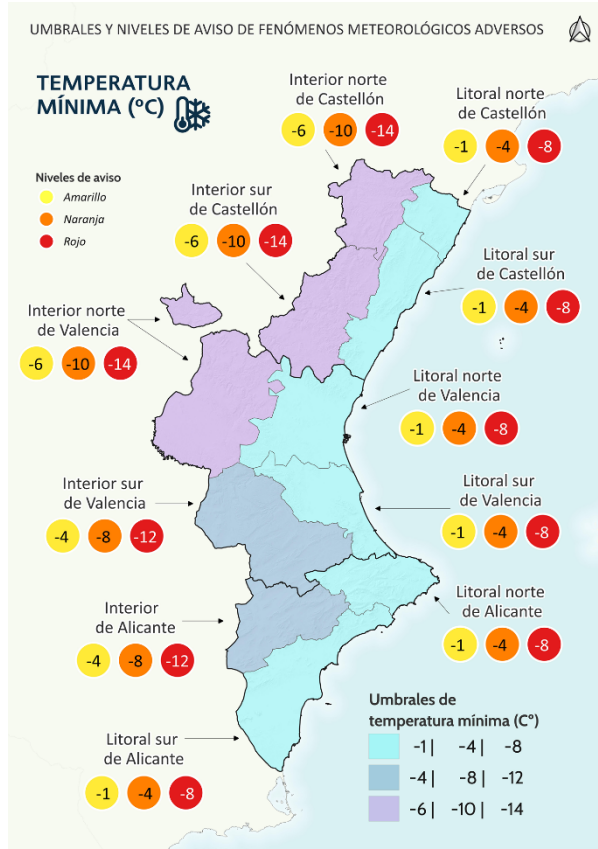 UMBRALES Y NIVELES DE AVISO DE FENÓMENOS METEOROLÓGICOS ADVERSOS
TEMPERATURA
MÍNIMA (ºC)
Niveles de aviso
Amarillo
Naranja
Rojo
Interior norte
de Castellón
-6 -10 -14
Litoral norte
de Castellón
-1 -4 -8
Interior sur
de Castellón
-6 -10 -14
Litoral sur
de Castellón
-1 -4 -8
Interior norte
de Valencia
-6 -10 -14
Litoral norte
de Valencia
-1 -4 -8
Interior sur
de Valencia
-4 -8 -12
Litoral sur
de Valencia
-1 -4 -8
Interior
de Alicante
-4 -8 -12
Litoral norte
de Alicante
-1 -4 -8
Litoral sur
de Alicante
-1 -4 -8
Umbrales de
temperatura mínima (Cº)
-1 | -4 | -8
-4 | -8 | -12
-6 | -10 | -14